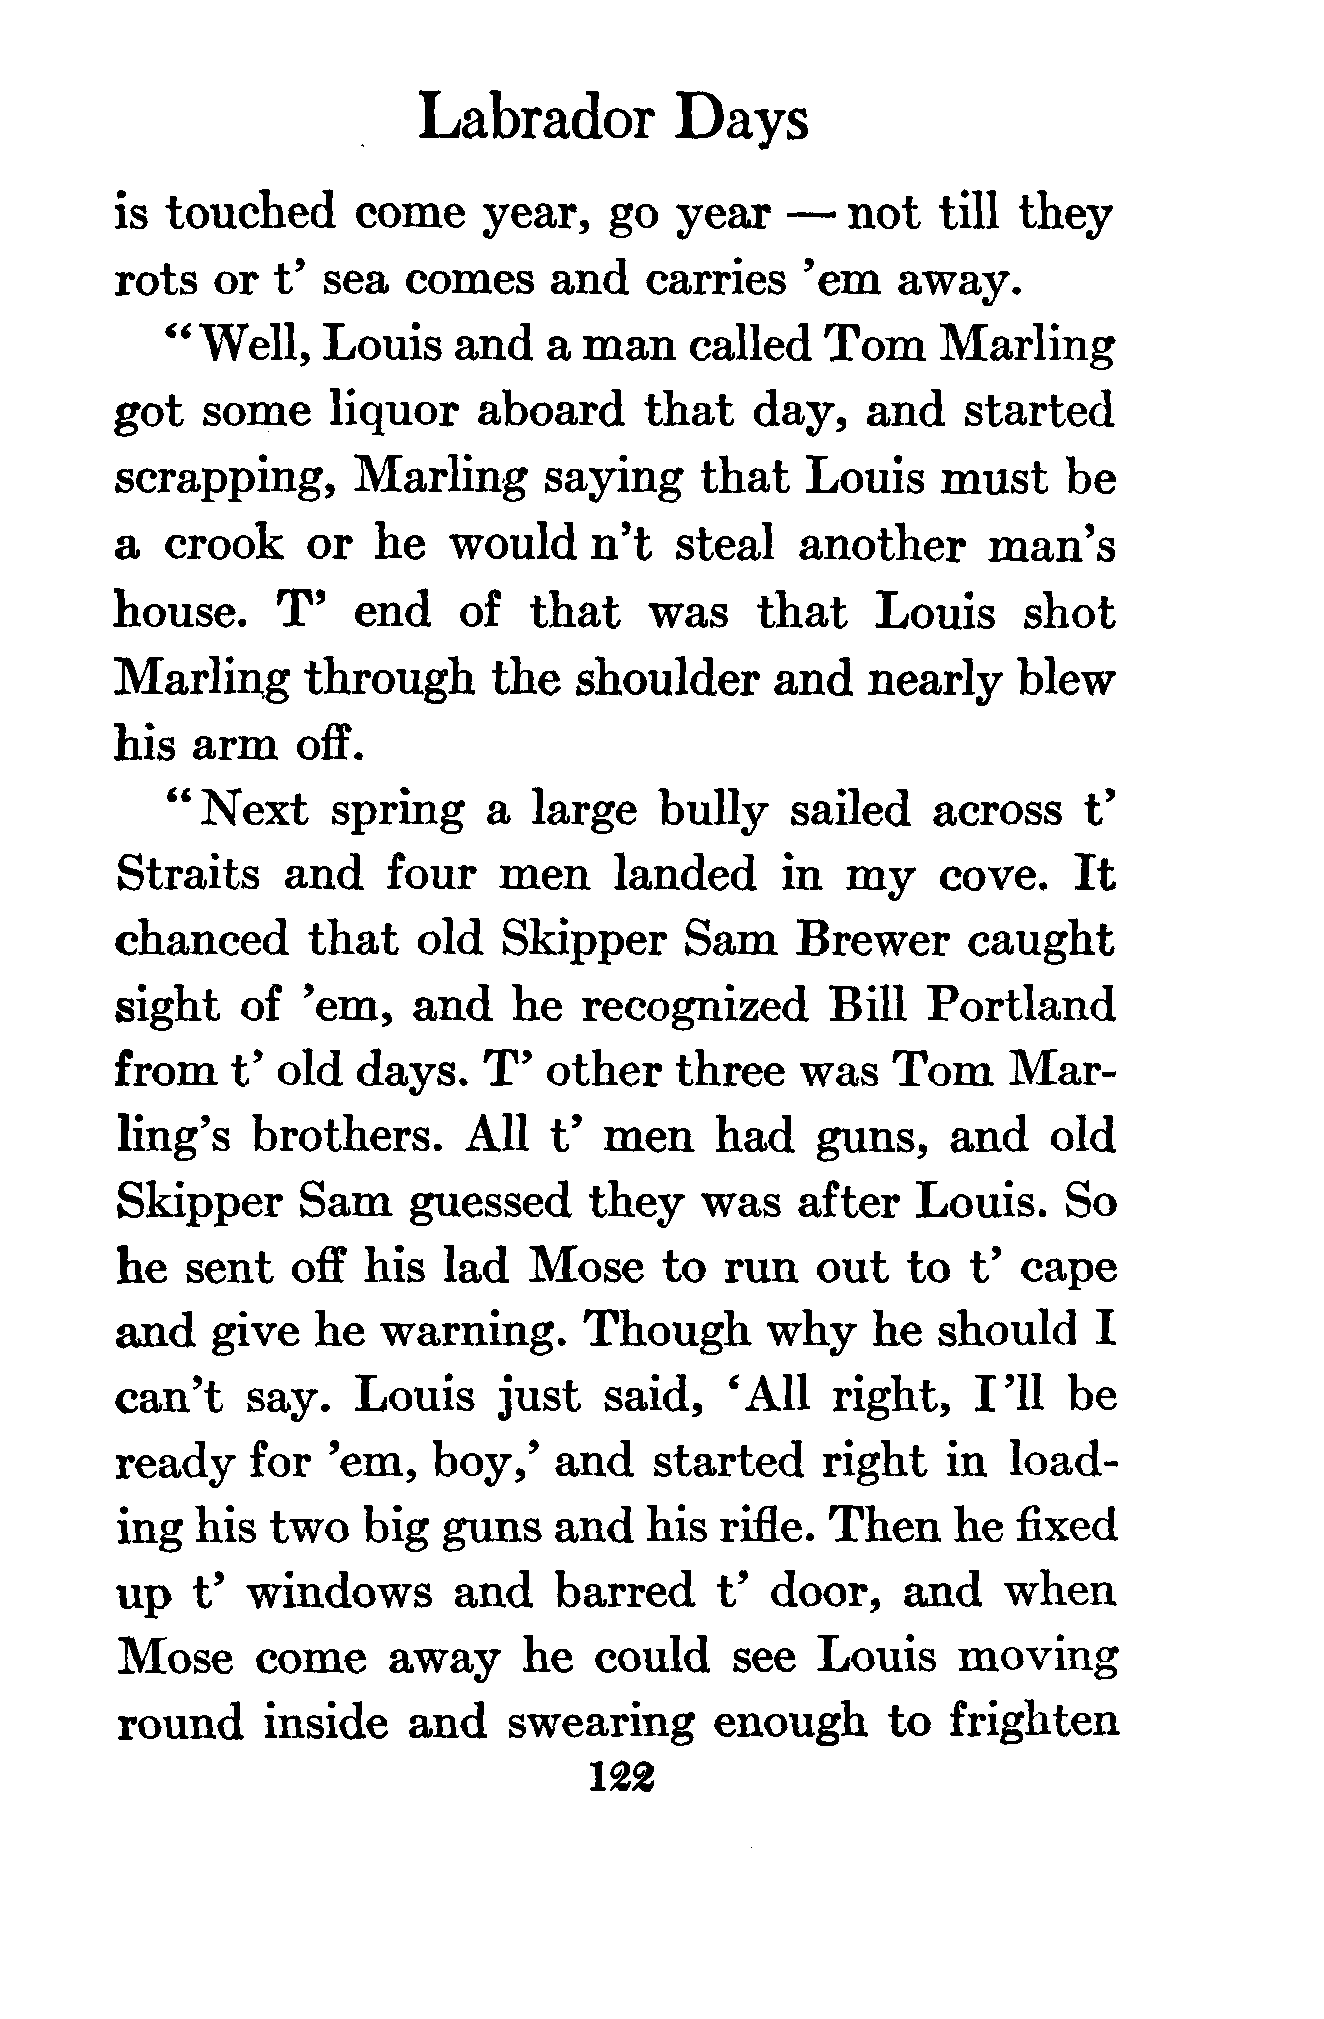 Labrador Days
is touched come year, go year — not till they
rots or t’ sea comes and carries ’em away.
“Well, Louis and a man called Tom Marling
got some liquor aboard that day, and started
scrapping, Marling saying that Louis must be
a crook or he would n’t steal another man’s
house. T’ end of that was that Louis shot
Marling through the shoulder and nearly blew
his arm off.
“Next spring a large bully sailed across t’
Straits and four men landed in my cove. It
chanced that old Skipper Sam Brewer caught
sight of ’em, and he recognized Bill Portland
from t’ old days. T’ other three was Tom Mar-
ling’s brothers. All t’ men had guns, and old
Skipper Sam guessed they was after Louis. So
he sent off his lad Mose to run out to t’ cape
and give he warning. Though why he should I
can’t say. Louis just said, ‘All right, I ’ll be
ready for ’em, boy,’ and started right in load-
ing his two big guns and his rifle. Then he fixed
up t’ windows and barred t’ door, and when
Mose come away he could see Louis moving
round inside and swearing enough to frighten
122